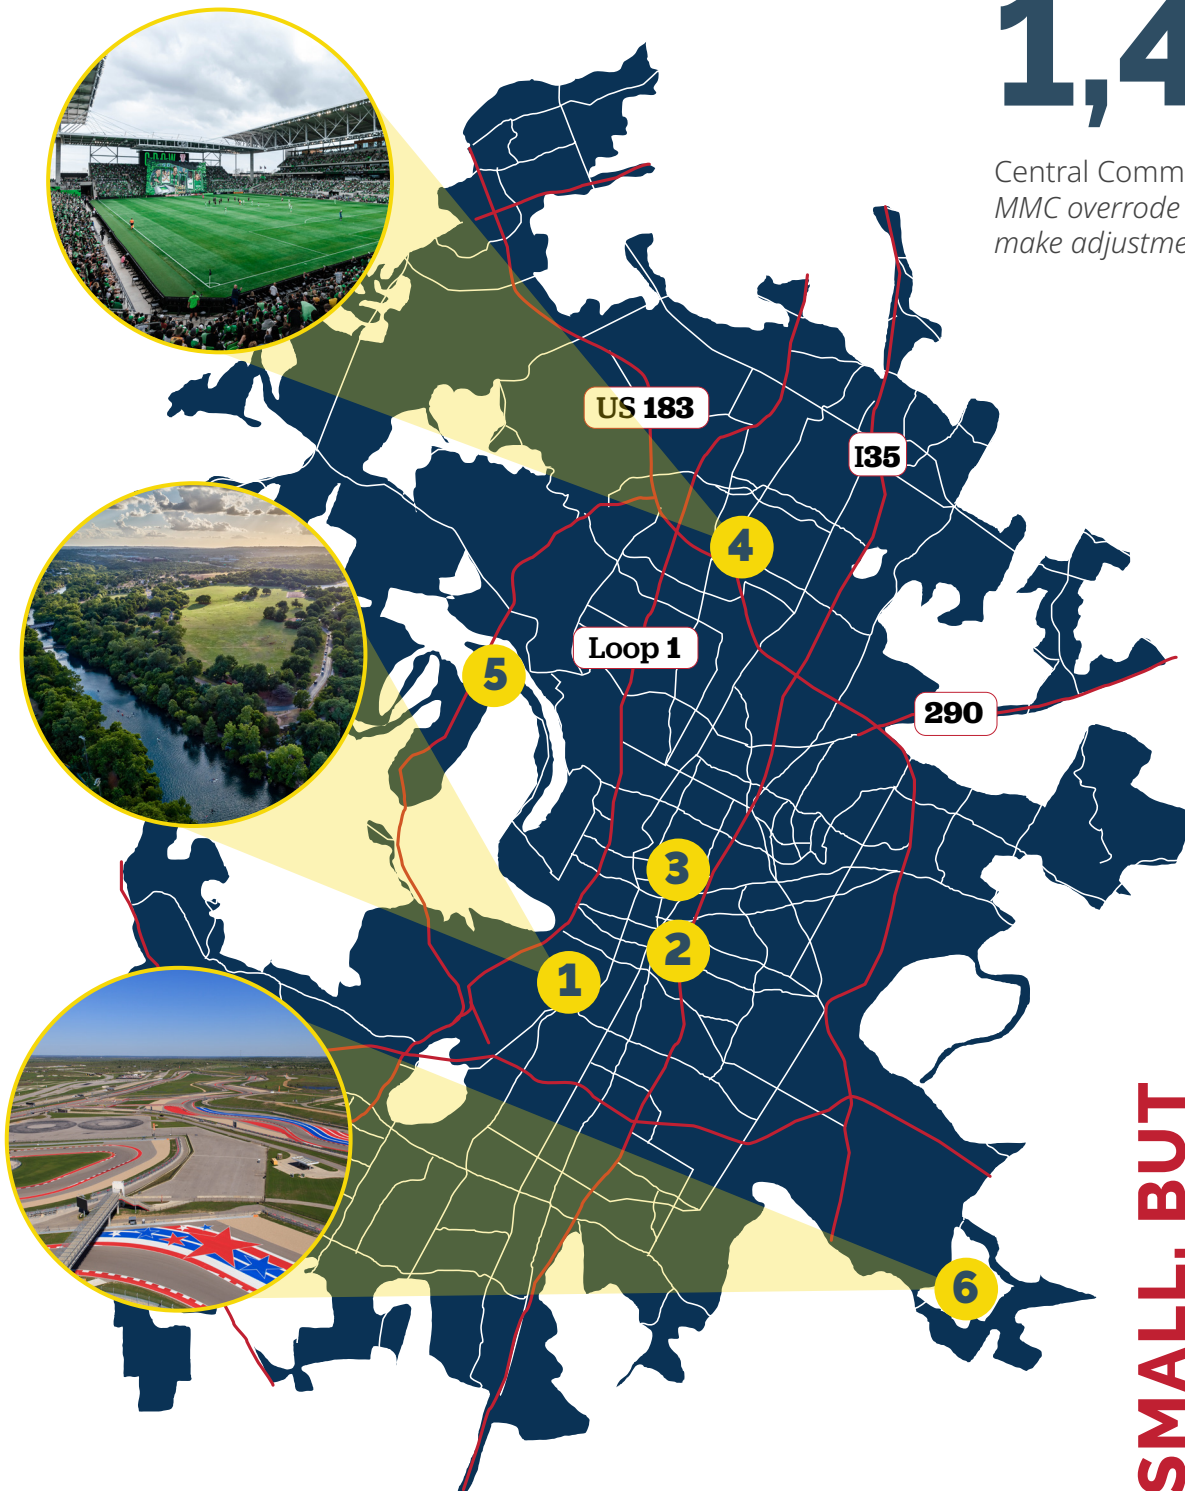 1,4
Central Comm
MMC overrode
make adjustme
US 183
I35
4
Loop 1
5
290
3
2
1
6
SMALL. BUT